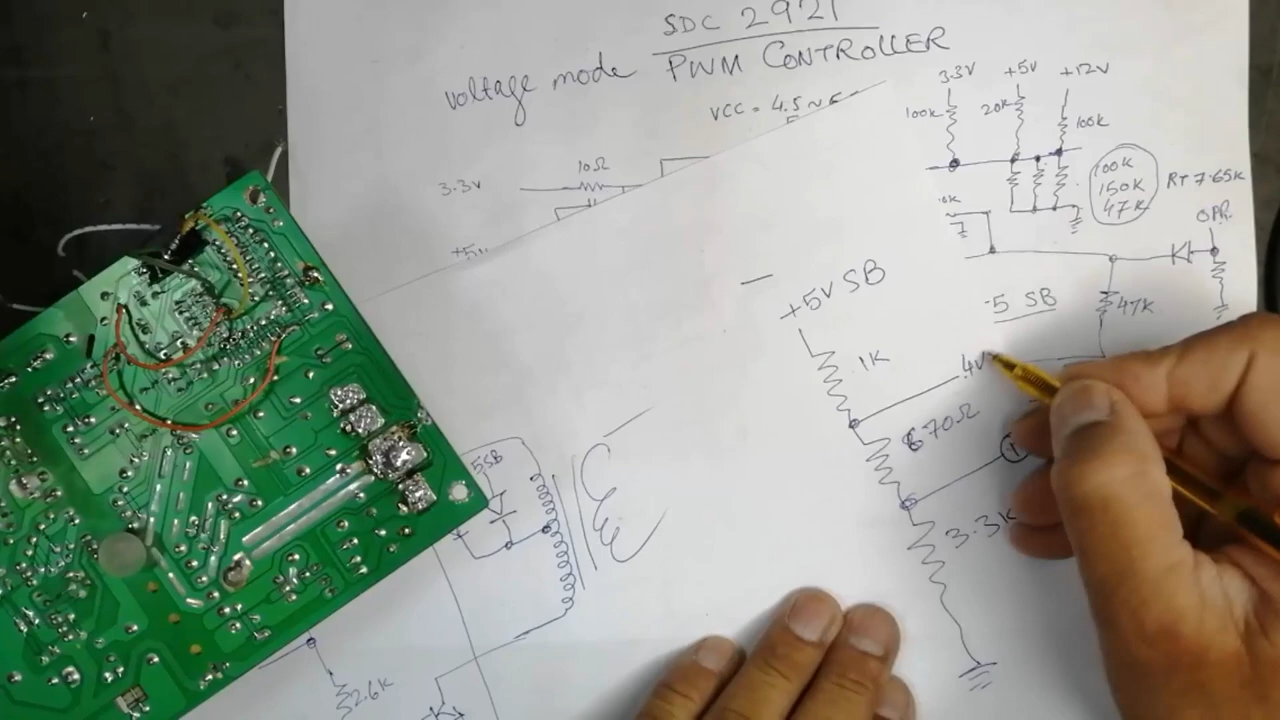 SDC 2921
voltage mode PWM CONTROLLER
VCC = 4.5 ~ 6
3.3V +5V +12V
100K 20K 100K
100K
150K
47K
RT 7.65K
10Ω
3.3V
OPR.
+5V SB
.5 SB
47K
1K
.4V
670Ω
3.3K
5SB
2.6K